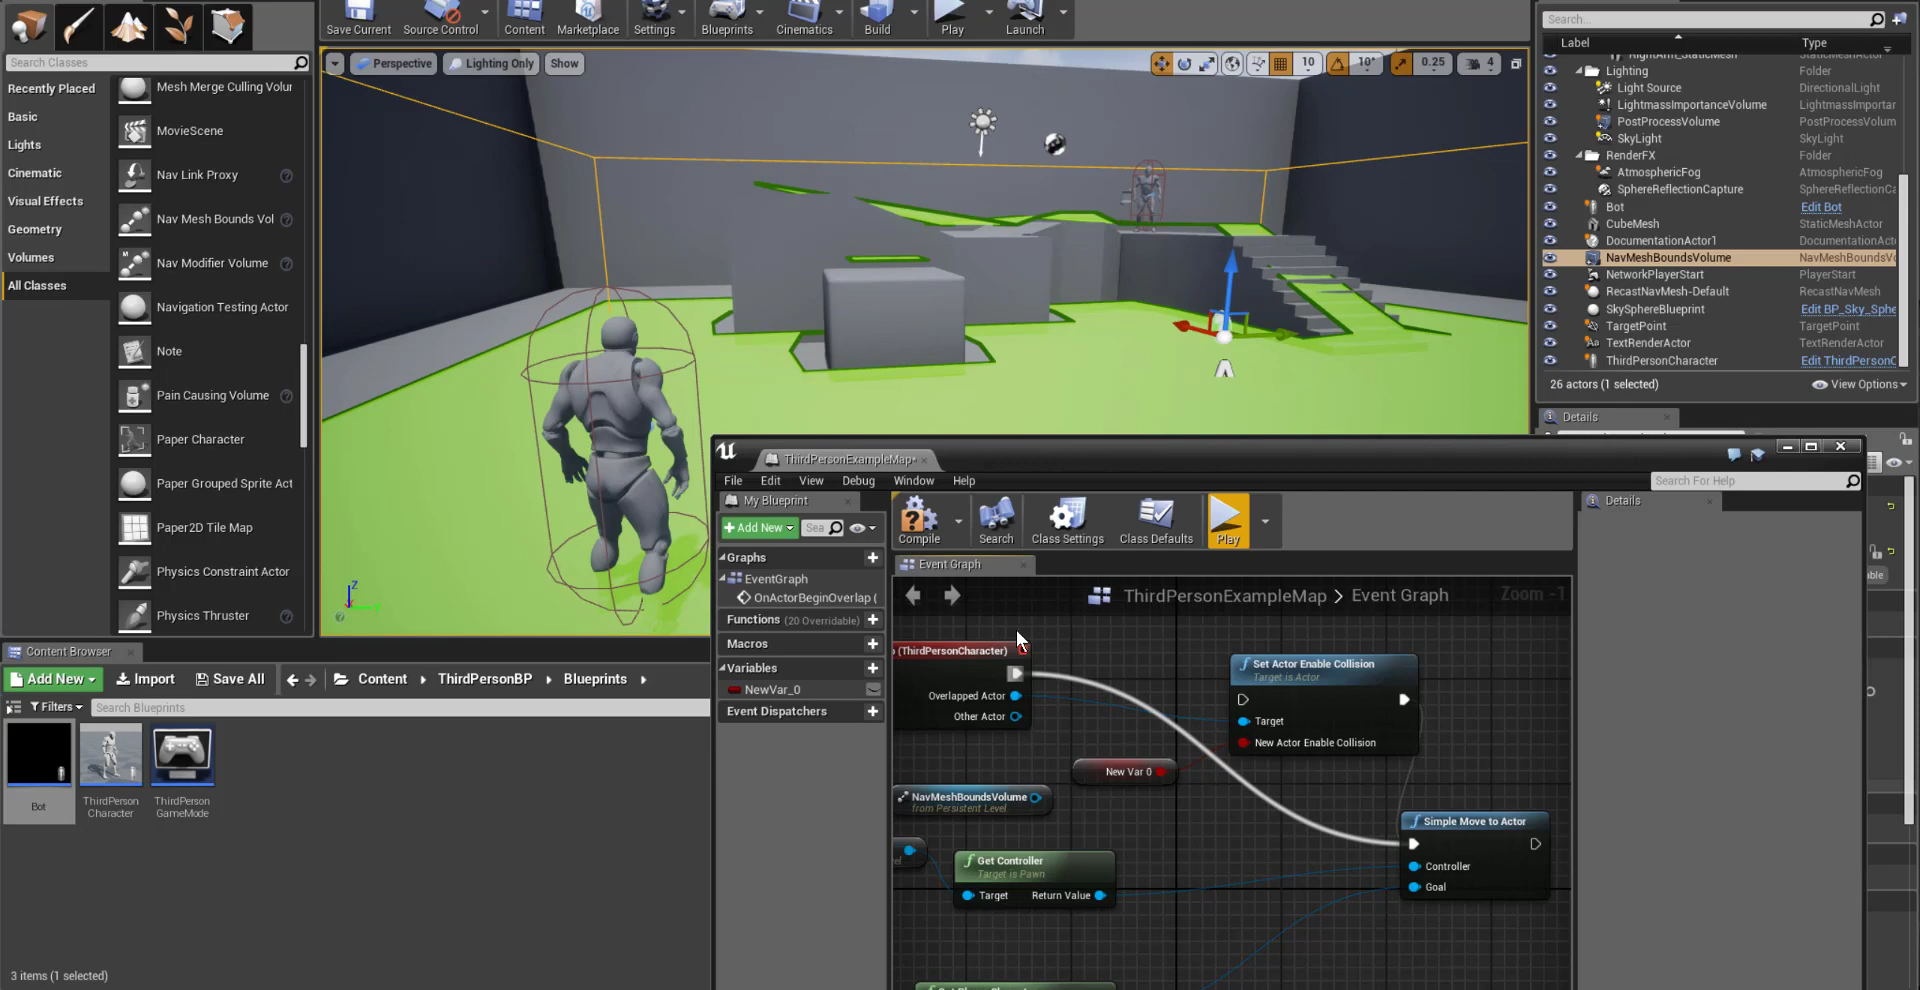 Save Current
Source Control
Content
Marketplace
Settings
Blueprints
Cinematics
Build
Play
Launch
Search Classes
Recently Placed
Basic
Lights
Cinematic
Visual Effects
Geometry
Volumes
All Classes
Mesh Merge Culling Volur
MovieScene
Nav Link Proxy
Nav Mesh Bounds Vol
Nav Modifier Volume
Navigation Testing Actor
Note
Pain Causing Volume
Paper Character
Paper Grouped Sprite Act
Paper2D Tile Map
Physics Constraint Actor
Physics Thruster
Perspective
Lighting Only
Show
10
10°
0.25
4
Z
Search...
Label
Type
Lighting Folder
Light Source DirectionalLight
LightmassImportanceVolume LightmassImportar
PostProcessVolume PostProcessVolum
SkyLight SkyLight
RenderFX Folder
AtmosphericFog AtmosphericFog
SphereReflectionCapture SphereReflectionCa
Bot Edit Bot
CubeMesh StaticMeshActor
DocumentationActor1 DocumentationActo
NavMeshBoundsVolume NavMeshBoundsVo
NetworkPlayerStart PlayerStart
RecastNavMesh-Default RecastNavMesh
SkySphereBlueprint Edit BP_Sky_Sphe
TargetPoint TargetPoint
TextRenderActor TextRenderActor
ThirdPersonCharacter Edit ThirdPersonC
26 actors (1 selected)
View Options
Details
Content Browser
Add New
Import
Save All
Content
ThirdPersonBP
Blueprints
Filters
Search Blueprints
Bot
ThirdPerson
Character
ThirdPerson
GameMode
3 items (1 selected)
ThirdPersonExampleMap*
File
Edit
View
Debug
Window
Help
Search For Help
My Blueprint
+Add New
Sea
Graphs
EventGraph
OnActorBeginOverlap (
Functions (20 Overridable)
Macros
Variables
NewVar_0
Event Dispatchers
Compile
Search
Class Settings
Class Defaults
Play
Details
Event Graph
ThirdPersonExampleMap > Event Graph
Zoom -1
(ThirdPersonCharacter)
Overlapped Actor
Other Actor
Set Actor Enable Collision
Target is Actor
Target
New Actor Enable Collision
New Var 0
NavMeshBoundsVolume
from Persistent Level
Get Controller
Target is Pawn
Target
Return Value
Simple Move to Actor
Controller
Goal